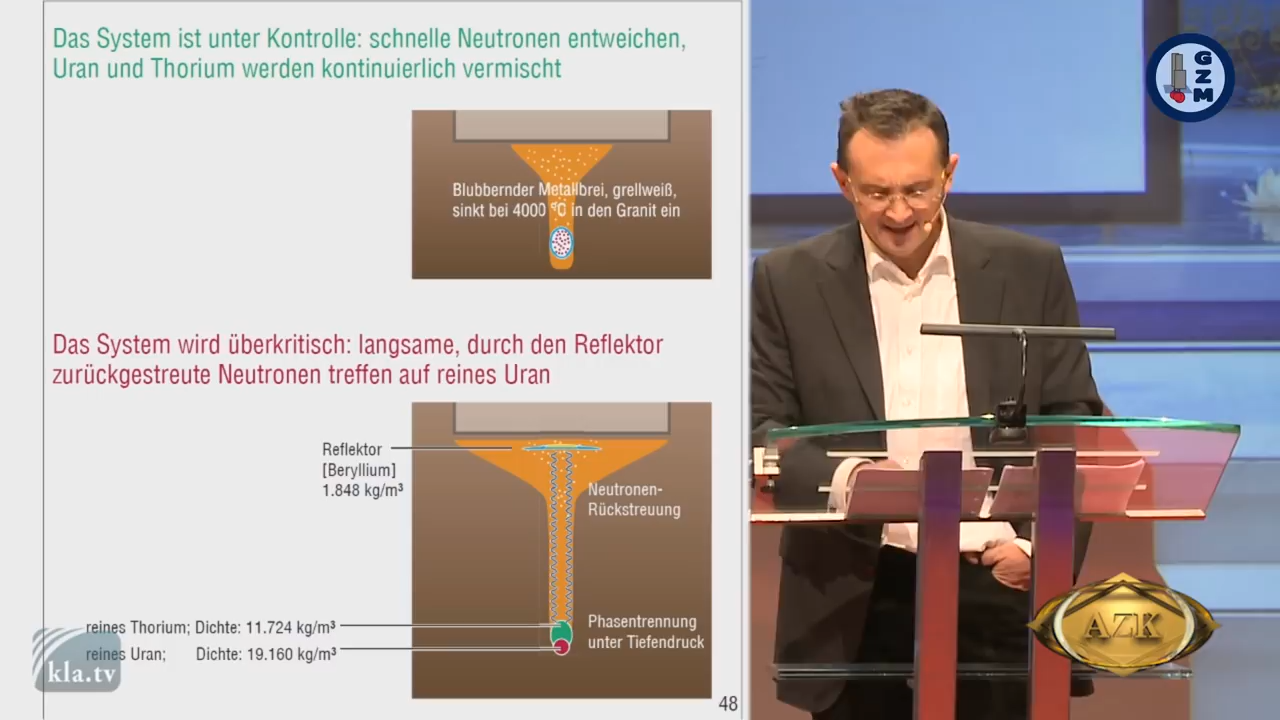 Das System ist unter Kontrolle: schnelle Neutronen entweichen,
Uran und Thorium werden kontinuierlich vermischt
Blubbernder Metallbrei, grellweiß,
sinkt bei 4000 °C in den Granit ein
Das System wird überkritisch: langsame, durch den Reflektor
zurückgestreute Neutronen treffen auf reines Uran
Reflektor
[Beryllium]
1.848 kg/m³
Neutronen-
Rückstreuung
Phasentrennung
unter Tiefendruck
reines Thorium; Dichte: 11.724 kg/m³
reines Uran; Dichte: 19.160 kg/m³
kla.tv
48
GZM
AZK